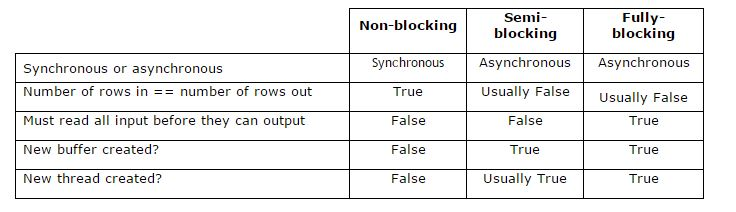 Non-blocking Semi-blocking Fully-blocking
Synchronous or asynchronous Synchronous Asynchronous Asynchronous
Number of rows in == number of rows out True Usually False Usually False
Must read all input before they can output False False True
New buffer created? False True True
New thread created? False Usually True True